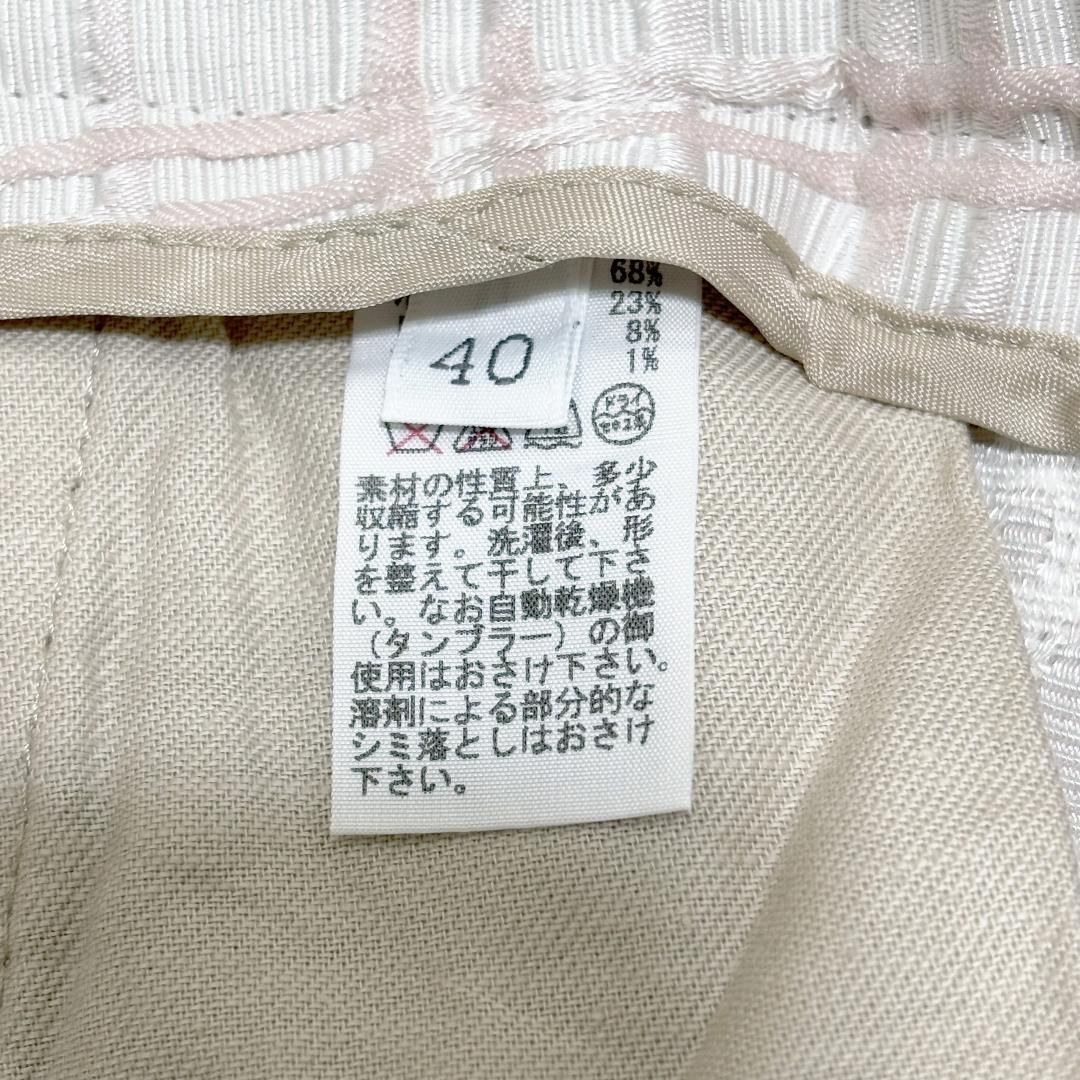 68%
23%
8%
1%
40
ドライ
セキユ系
素材の性質上、多少
収縮する可能性があ
ります。洗濯後、形
を整えて干して下さ
い。なお自動乾燥機
(タンブラー)の御
使用はおさけ下さい。
溶剤による部分的な
シミ落としはおさけ
下さい。